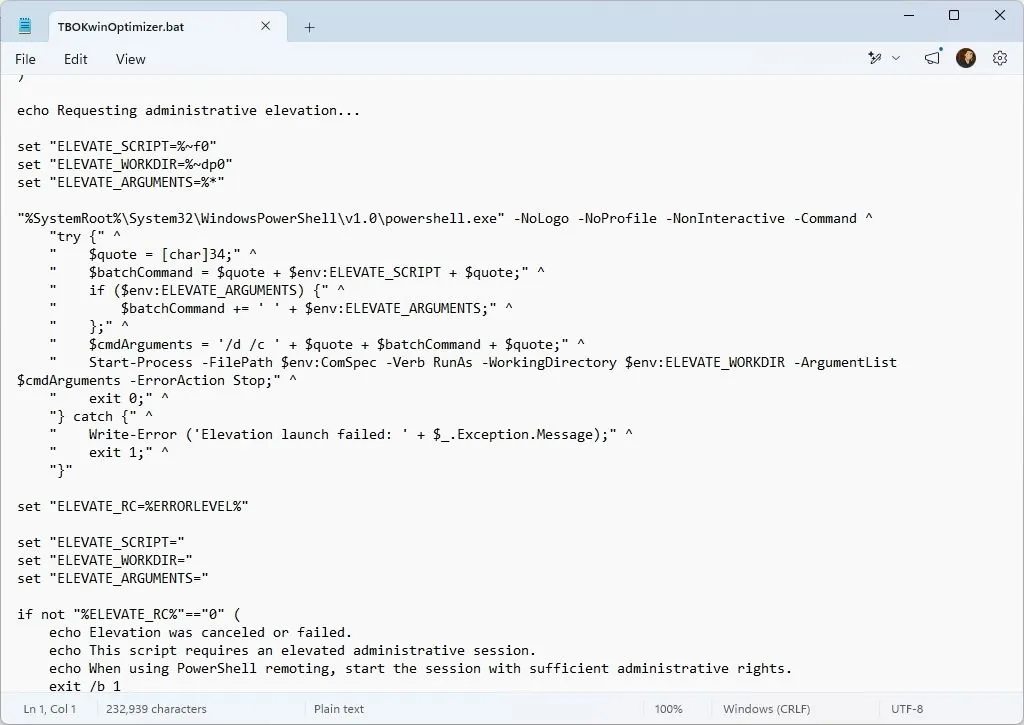 TBOKwinOptimizer.bat
File Edit View
)
echo Requesting administrative elevation...
set "ELEVATE_SCRIPT=%~f0"
set "ELEVATE_WORKDIR=%~dp0"
set "ELEVATE_ARGUMENTS=%*"
"%SystemRoot%\System32\WindowsPowerShell\v1.0\powershell.exe" -NoLogo -NoProfile -NonInteractive -Command ^
    "try {" ^
    "    $quote = [char]34;" ^
    "    $batchCommand = $quote + $env:ELEVATE_SCRIPT + $quote;" ^
    "    if ($env:ELEVATE_ARGUMENTS) {" ^
    "        $batchCommand += ' ' + $env:ELEVATE_ARGUMENTS;" ^
    "    };" ^
    "    $cmdArguments = '/d /c ' + $quote + $batchCommand + $quote;" ^
    "    Start-Process -FilePath $env:ComSpec -Verb RunAs -WorkingDirectory $env:ELEVATE_WORKDIR -ArgumentList
$cmdArguments -ErrorAction Stop;" ^
    "    exit 0;" ^
    "} catch {" ^
    "    Write-Error ('Elevation launch failed: ' + $_.Exception.Message);" ^
    "    exit 1;" ^
    "}"
set "ELEVATE_RC=%ERRORLEVEL%"
set "ELEVATE_SCRIPT="
set "ELEVATE_WORKDIR="
set "ELEVATE_ARGUMENTS="
if not "%ELEVATE_RC%"=="0" (
    echo Elevation was canceled or failed.
    echo This script requires an elevated administrative session.
    echo When using PowerShell remoting, start the session with sufficient administrative rights.
    exit /b 1
Ln 1, Col 1 232,939 characters Plain text 100% Windows (CRLF) UTF-8